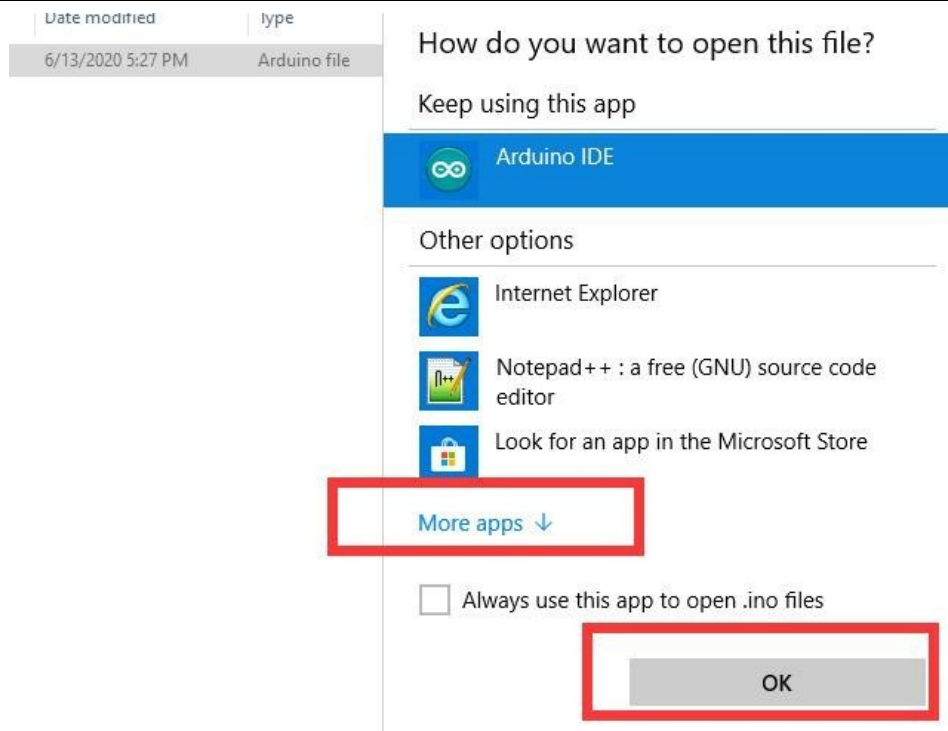 Date modified Type
6/13/2020 5:27 PM Arduino file
How do you want to open this file?
Keep using this app
Arduino IDE
Other options
Internet Explorer
Notepad++ : a free (GNU) source code
editor
Look for an app in the Microsoft Store
More apps ↓
Always use this app to open .ino files
OK